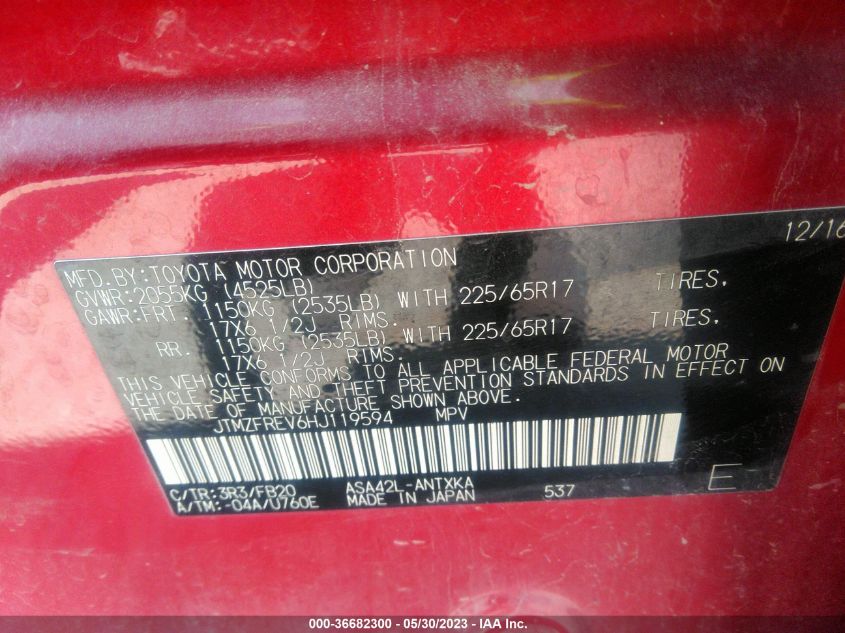 12/16
MFD.BY:TOYOTA MOTOR CORPORATION
GVWR:2055KG (4525LB)
GAWR:FRT. 1150KG (2535LB) WITH 225/65R17 TIRES,
17X6 1/2J RIMS.
RR. 1150KG (2535LB) WITH 225/65R17 TIRES,
17X6 1/2J RIMS.
THIS VEHICLE CONFORMS TO ALL APPLICABLE FEDERAL MOTOR
VEHICLE SAFETY AND THEFT PREVENTION STANDARDS IN EFFECT ON
THE DATE OF MANUFACTURE SHOWN ABOVE.
JTMZFREV6HJ119594 MPV
C/TR:3R3/FB20 ASA42L-ANTXKA
A/TM:-04A/U760E MADE IN JAPAN 537 E
000-36682300 - 05/30/2023 - IAA Inc.